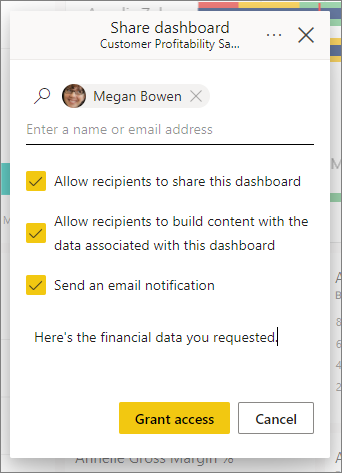 Share dashboard
Customer Profitability Sa...
Megan Bowen
Enter a name or email address
Allow recipients to share this dashboard
Allow recipients to build content with the
data associated with this dashboard
Send an email notification
Here's the financial data you requested.
Grant access
Cancel
Annelie Gross Margin %